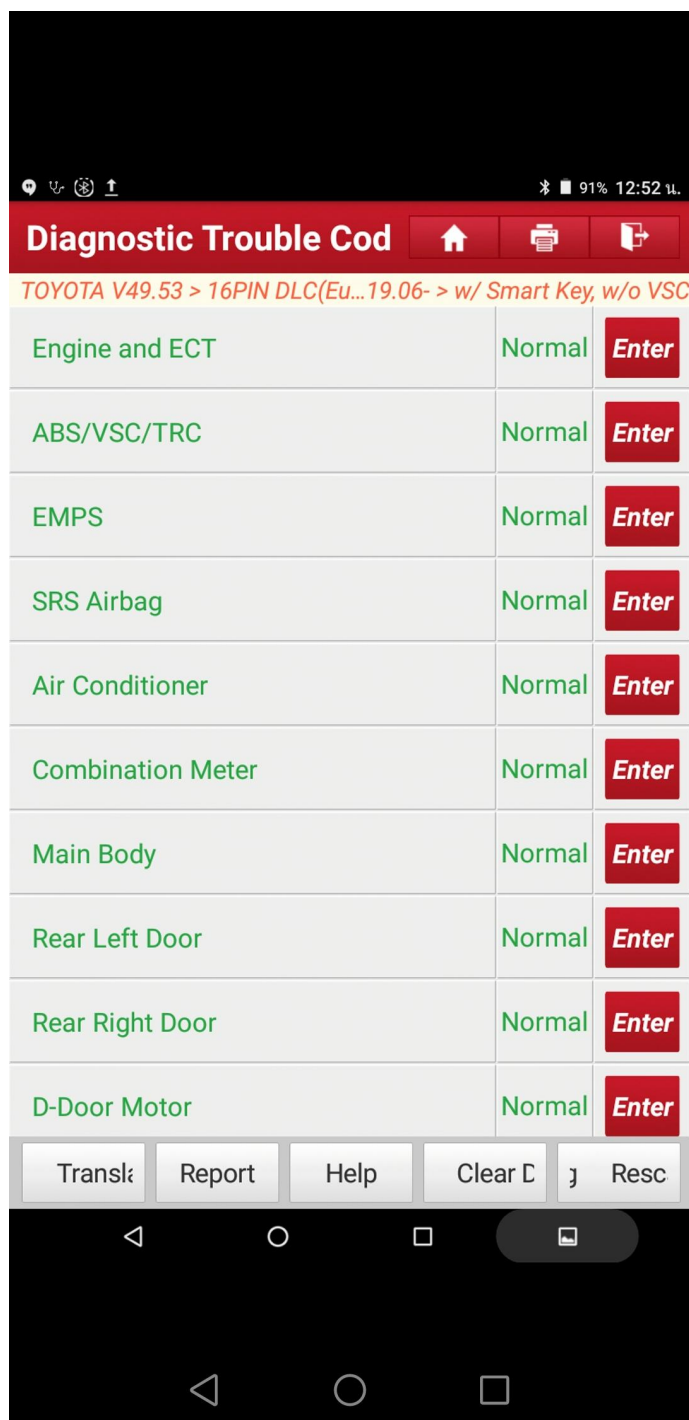 91% 12:52 น.
Diagnostic Trouble Cod
TOYOTA V49.53 > 16PIN DLC(Eu...19.06- > w/ Smart Key, w/o VSC
Engine and ECT Normal Enter
ABS/VSC/TRC Normal Enter
EMPS Normal Enter
SRS Airbag Normal Enter
Air Conditioner Normal Enter
Combination Meter Normal Enter
Main Body Normal Enter
Rear Left Door Normal Enter
Rear Right Door Normal Enter
D-Door Motor Normal Enter
Transla Report Help Clear D g Resc